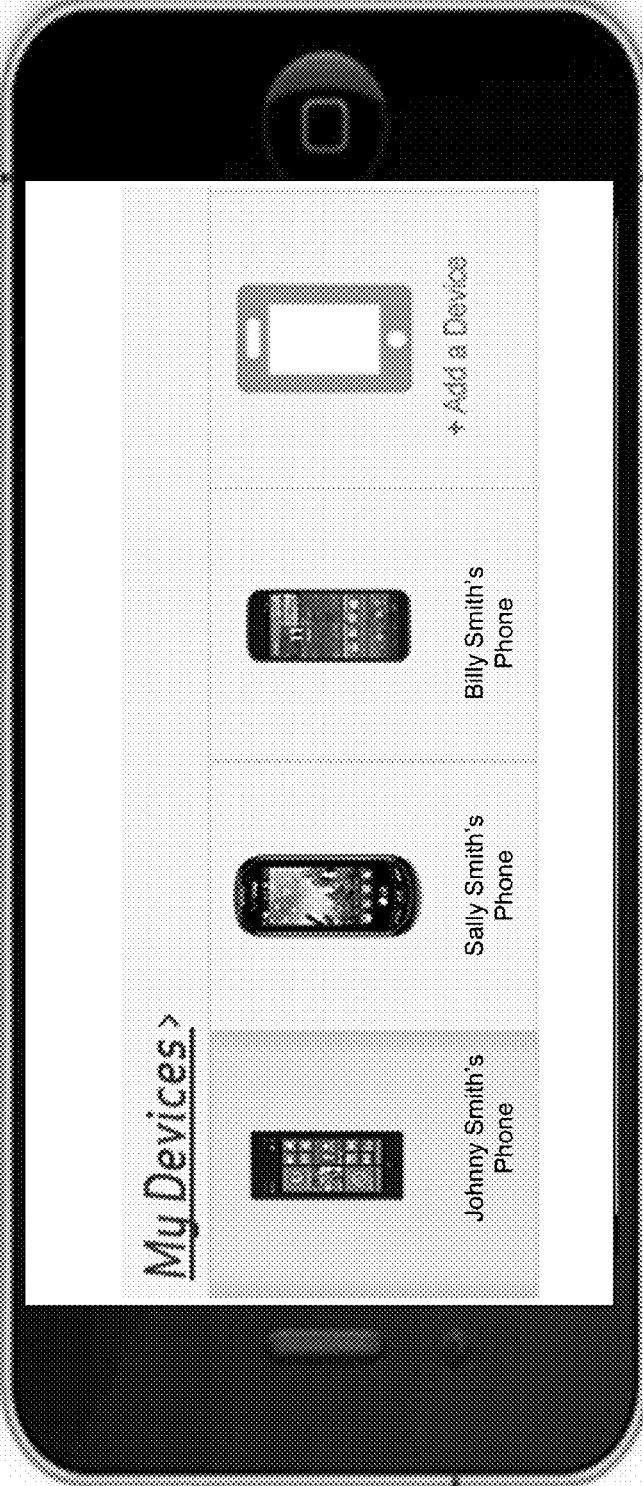 My Devices >
Johnny Smith's
Phone
Sally Smith's
Phone
Billy Smith's
Phone
+ Add a Device